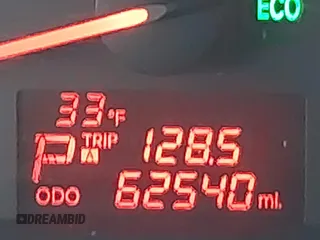 ECO
33°F
P TRIP A 128.5
ODO 62540 mi.
DREAMBID